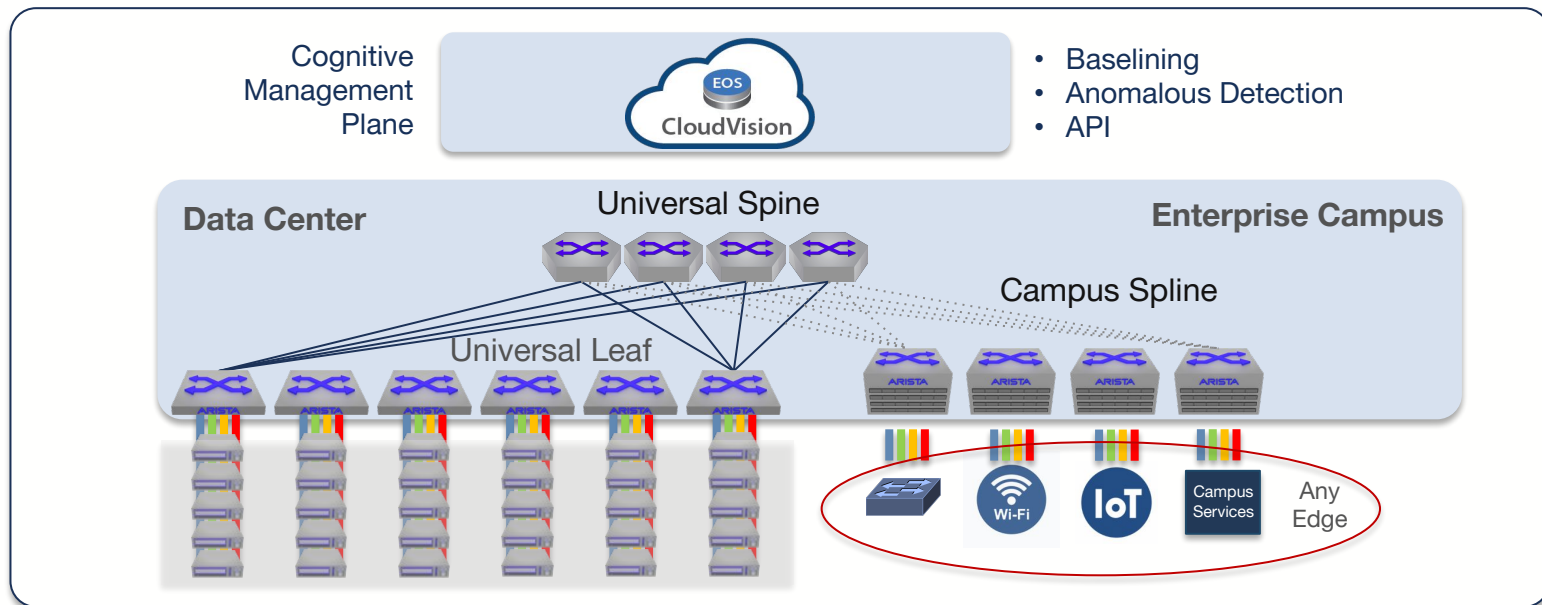 Cognitive
Management
Plane
EOS
CloudVision
• Baselining
• Anomalous Detection
• API
Data Center
Universal Spine
Enterprise Campus
Campus Spline
Universal Leaf
ARISTA
ARISTA
ARISTA
ARISTA
ARISTA
ARISTA
ARISTA
ARISTA
ARISTA
ARISTA
Wi-Fi
IoT
Campus
Services
Any
Edge